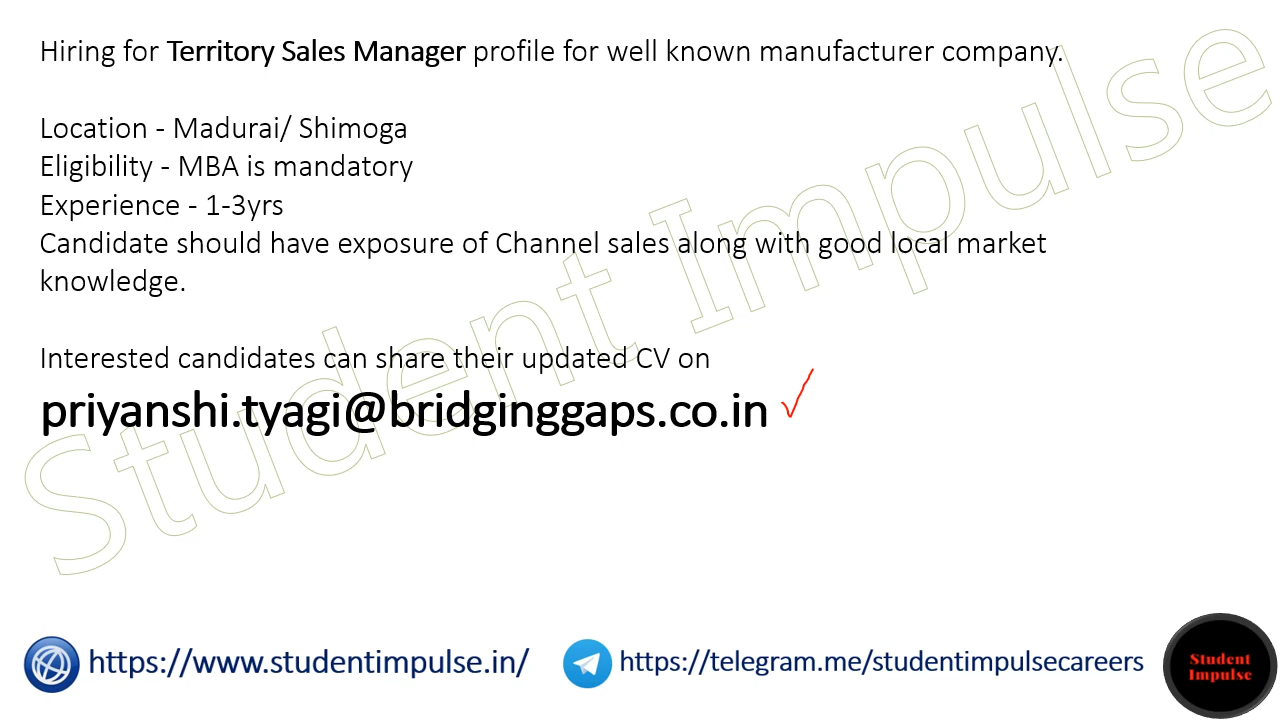 Hiring for Territory Sales Manager profile for well known manufacturer company.
Location - Madurai/ Shimoga
Eligibility - MBA is mandatory
Experience - 1-3yrs
Candidate should have exposure of Channel sales along with good local market
knowledge.
Interested candidates can share their updated CV on
priyanshi.tyagi@bridginggaps.co.in
Student Impulse
https://www.studentimpulse.in/
https://telegram.me/studentimpulsecareers
Student
Impulse